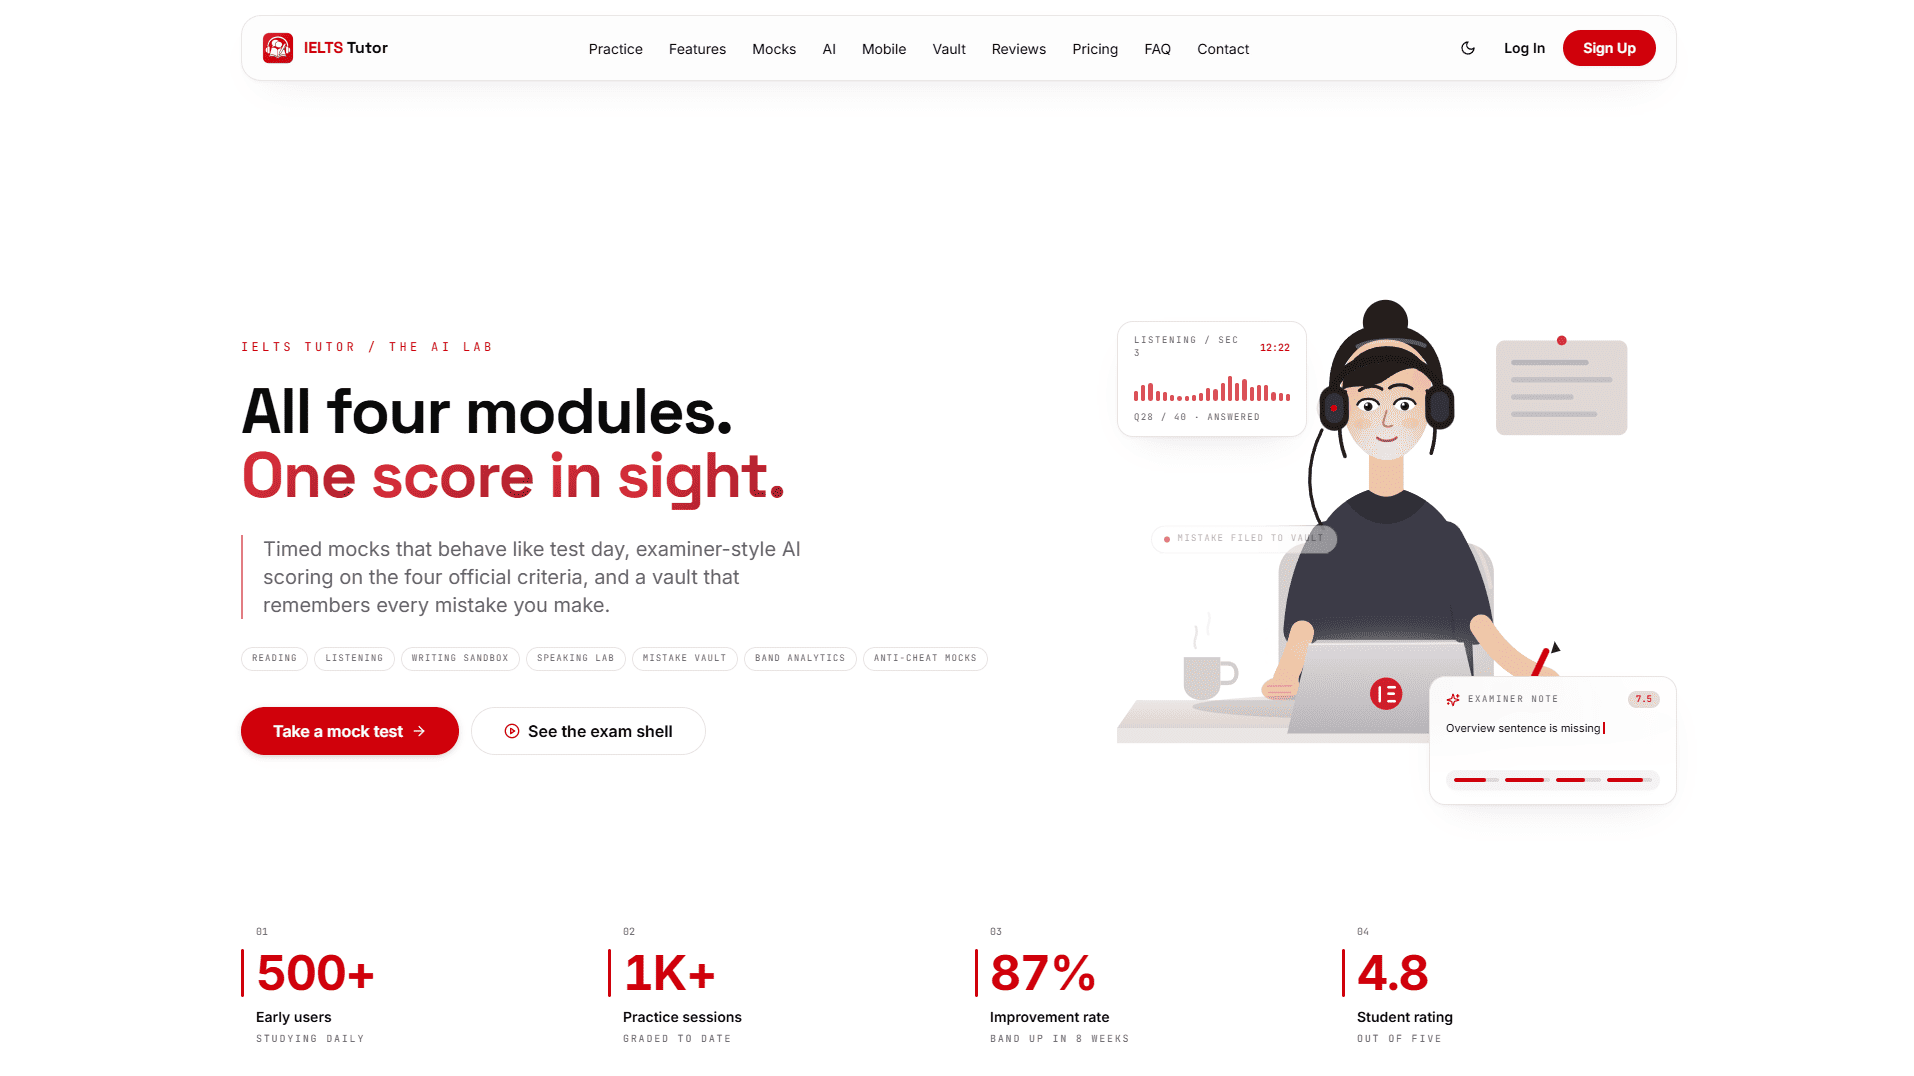 IELTS Tutor
Practice
Features
Mocks
AI
Mobile
Vault
Reviews
Pricing
FAQ
Contact
Log In
Sign Up
IELTS TUTOR / THE AI LAB
All four modules.
One score in sight.
Timed mocks that behave like test day, examiner-style AI
scoring on the four official criteria, and a vault that
remembers every mistake you make.
READING
LISTENING
WRITING SANDBOX
SPEAKING LAB
MISTAKE VAULT
BAND ANALYTICS
ANTI-CHEAT MOCKS
Take a mock test
See the exam shell
LISTENING / SEC
3
12:22
Q28 / 40 · ANSWERED
MISTAKE FILED TO VAULT
EXAMINER NOTE
7.5
Overview sentence is missing
01
500+
Early users
STUDYING DAILY
02
1K+
Practice sessions
GRADED TO DATE
03
87%
Improvement rate
BAND UP IN 8 WEEKS
04
4.8
Student rating
OUT OF FIVE